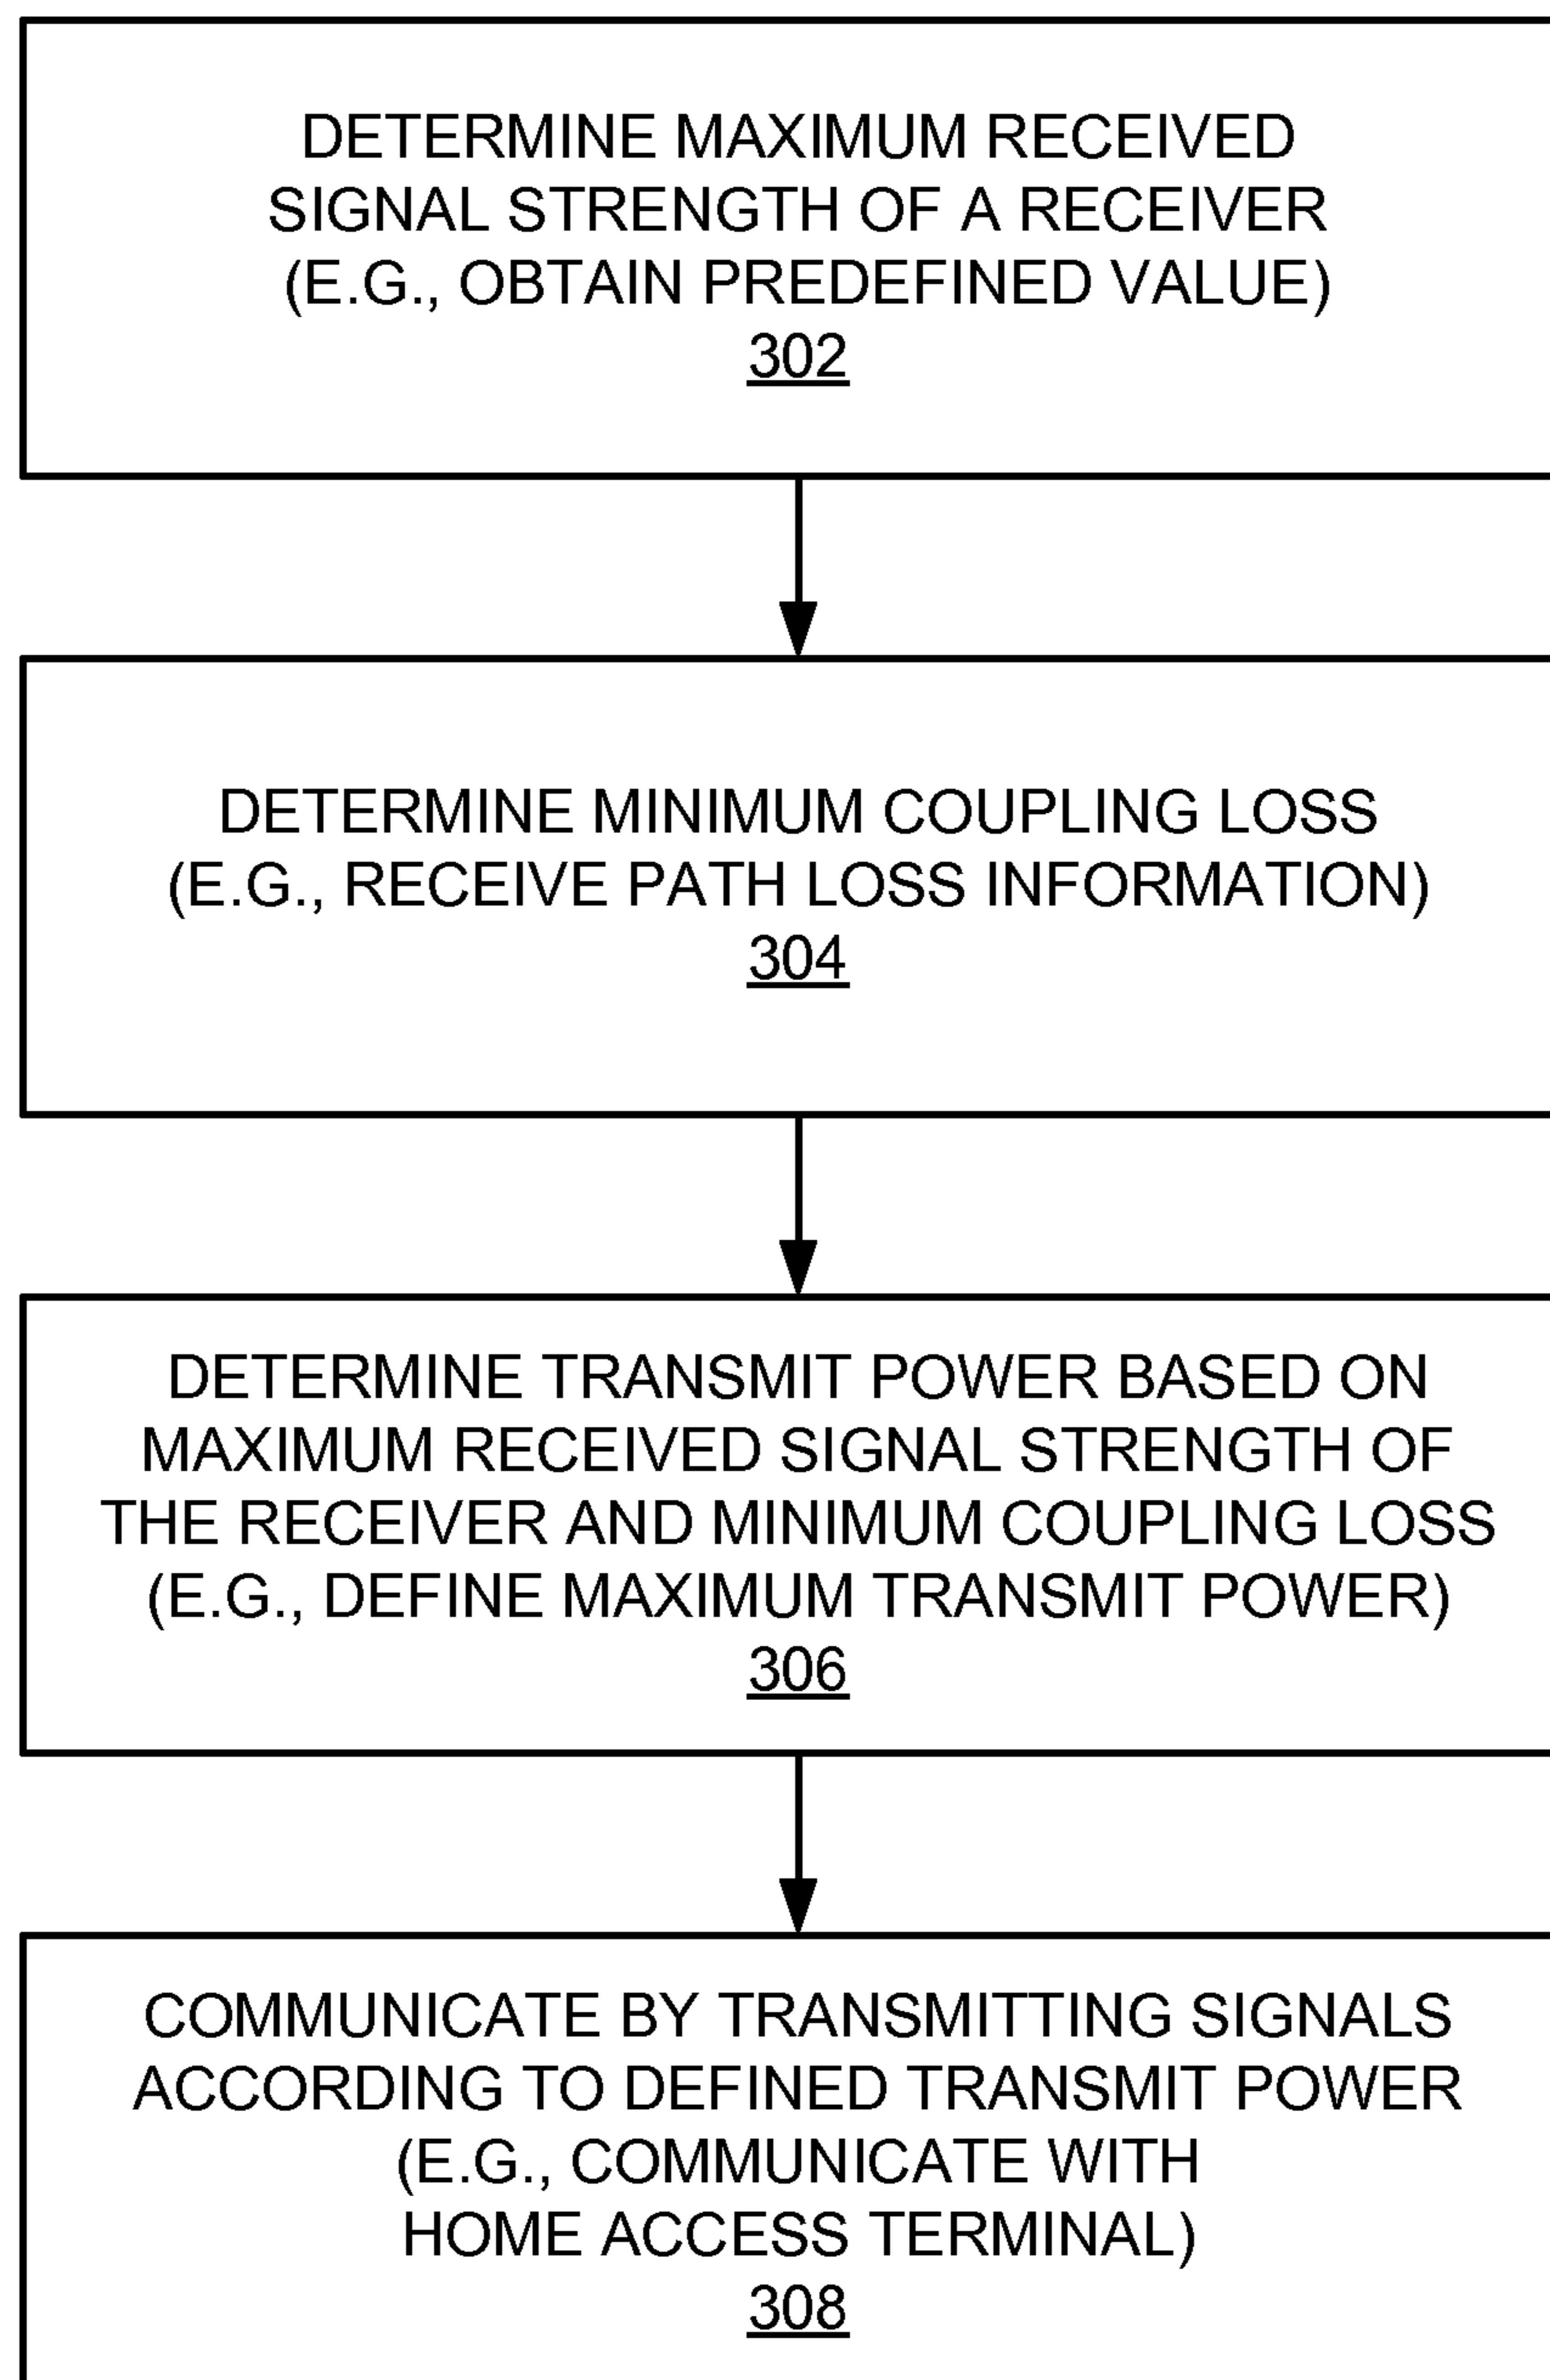 DETERMINE MAXIMUM RECEIVED
SIGNAL STRENGTH OF A RECEIVER
(E.G., OBTAIN PREDEFINED VALUE)
302
DETERMINE MINIMUM COUPLING LOSS
(E.G., RECEIVE PATH LOSS INFORMATION)
304
DETERMINE TRANSMIT POWER BASED ON
MAXIMUM RECEIVED SIGNAL STRENGTH OF
THE RECEIVER AND MINIMUM COUPLING LOSS
(E.G., DEFINE MAXIMUM TRANSMIT POWER)
306
COMMUNICATE BY TRANSMITTING SIGNALS
ACCORDING TO DEFINED TRANSMIT POWER
(E.G., COMMUNICATE WITH
HOME ACCESS TERMINAL)
308